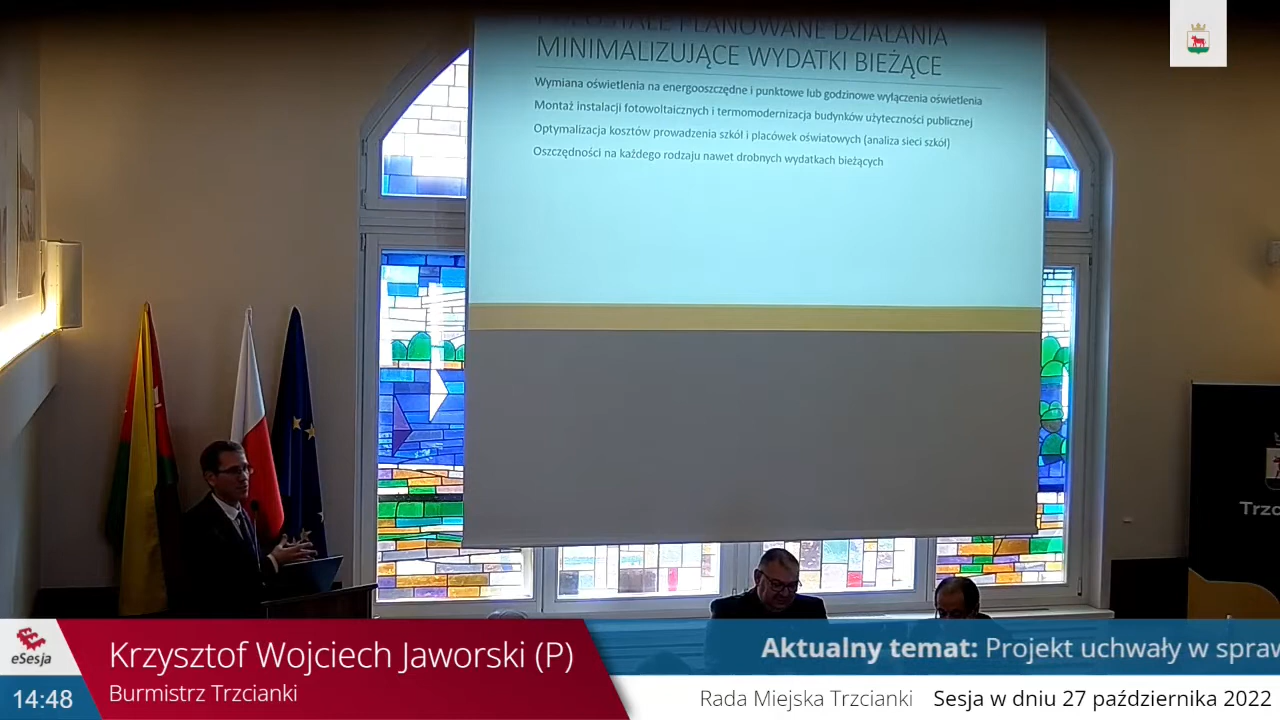 PLANOWANE DZIAŁANIA
MINIMALIZUJĄCE WYDATKI BIEŻĄCE
Wymiana oświetlenia na energooszczędne i punktowe lub godzinowe wyłączenia oświetlenia
Montaż instalacji fotowoltaicznych i termomodernizacja budynków użyteczności publicznej
Optymalizacja kosztów prowadzenia szkół i placówek oświatowych (analiza sieci szkół)
Oszczędności na każdego rodzaju nawet drobnych wydatkach bieżących
Trzc
eSesja
Krzysztof Wojciech Jaworski (P)
Burmistrz Trzcianki
Aktualny temat: Projekt uchwały w spraw
14:48
Rada Miejska Trzcianki Sesja w dniu 27 października 2022